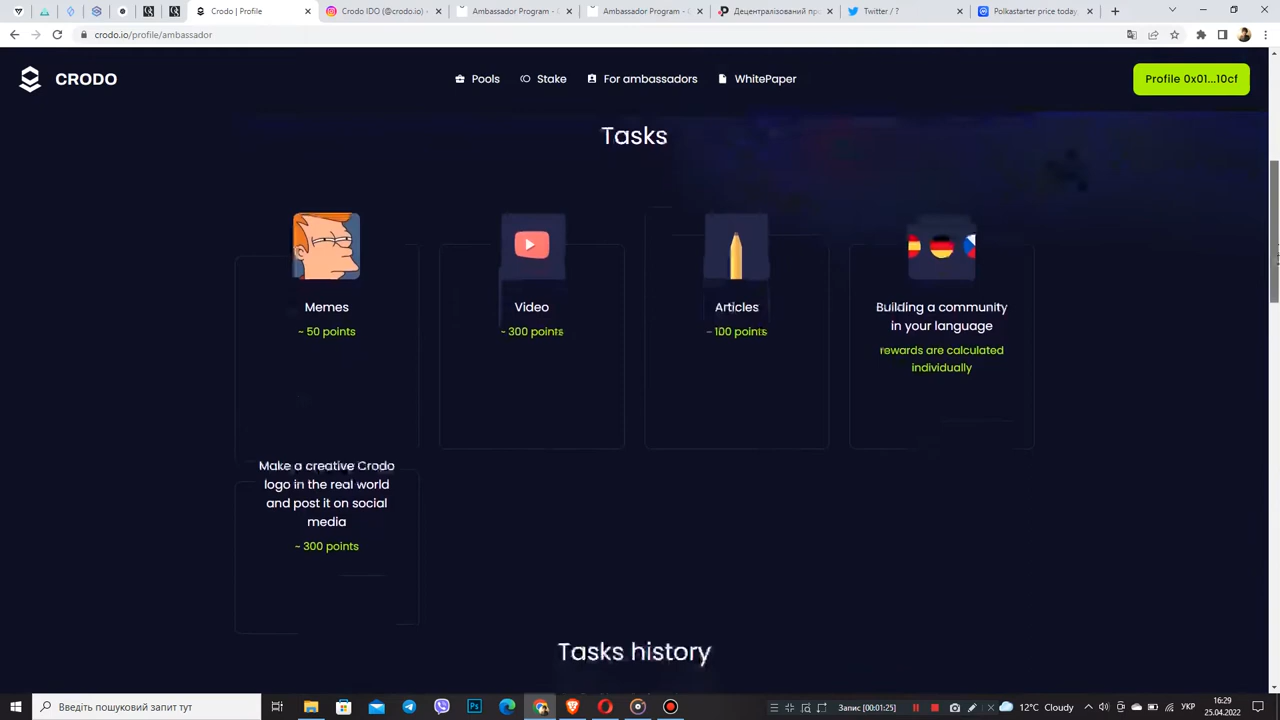 Crodo | Profile
Instagram Crodo IDO (@crodo.io) •
Ambassador Program -
Ambassador Program -
Децентралізований
Twitter / ?
Polkastarter price today,
crodo.io/profile/ambassador
CRODO
Pools
Stake
For ambassadors
WhitePaper
Profile 0x01...10cf
Tasks
Memes
~ 50 points
Video
~ 300 points
Articles
~ 100 points
Building a community
in your language
rewards are calculated
individually
Make a creative Crodo
logo in the real world
and post it on social
media
~ 300 points
Tasks history
Введіть пошуковий запит тут
Запис [00:01:25]
12°C Cloudy
УКР
16:29
25.04.2022